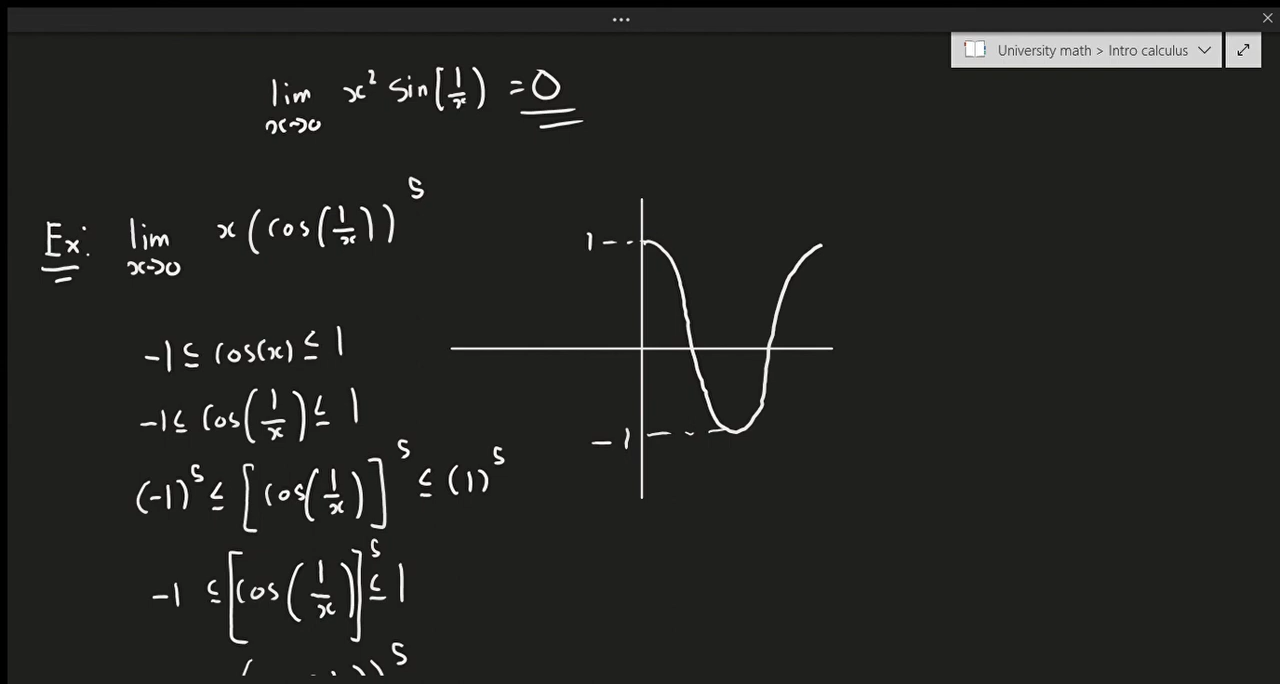 University math > Intro calculus
lim x→0 x² sin(1/x) = 0
Ex: lim x→0 x(cos(1/x))⁵
1
-1 ≤ cos(x) ≤ 1
-1 ≤ cos(1/x) ≤ 1
-1
(-1)⁵ ≤ [cos(1/x)]⁵ ≤ (1)⁵
-1 ≤ [cos(1/x)]⁵ ≤ 1